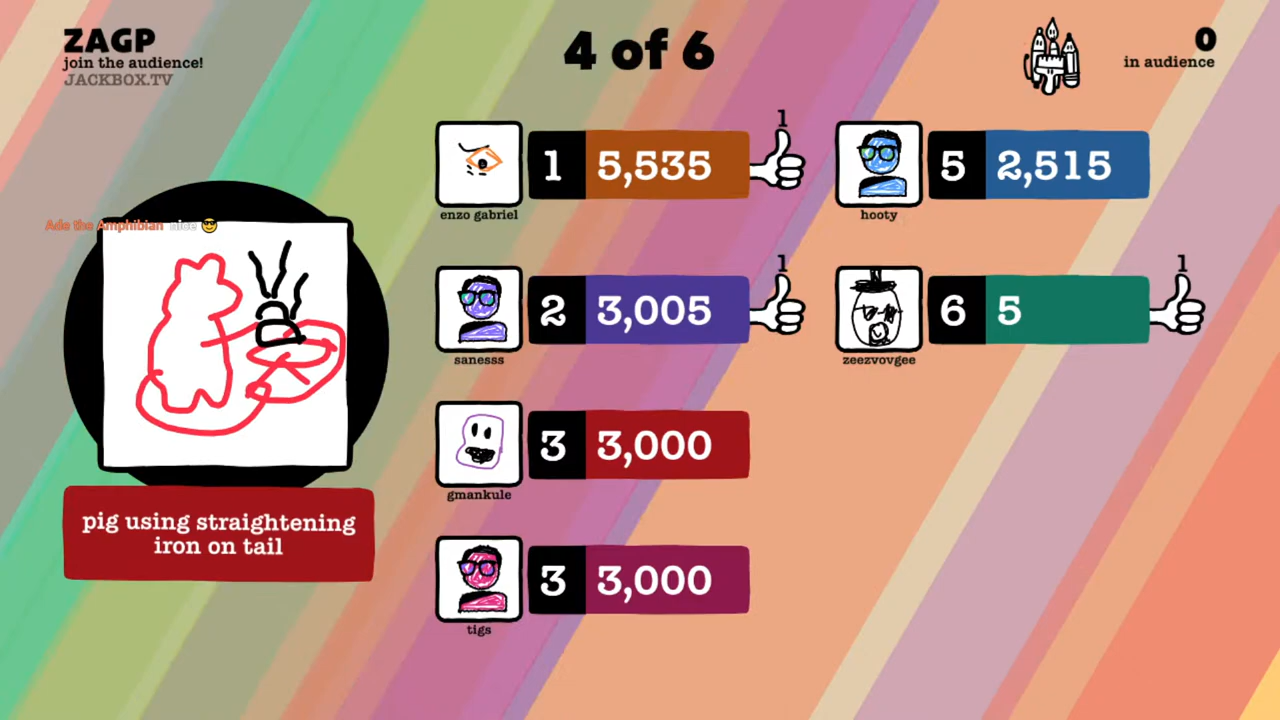 ZAGP
join the audience!
JACKBOX.TV
4 of 6
0
in audience
Ade the Amphibian nice 😎
pig using straightening
iron on tail
1
1 5,535
enzo gabriel
1
2 3,005
sanesss
3 3,000
gmankule
3 3,000
tigs
5 2,515
hooty
1
6 5
zeezvovgee